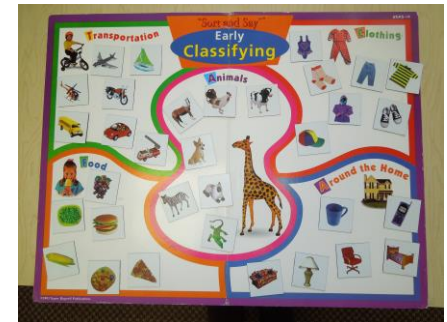 "Sort and Say"
Early
Classifying
Transportation
Clothing
Animals
Food
Around the Home